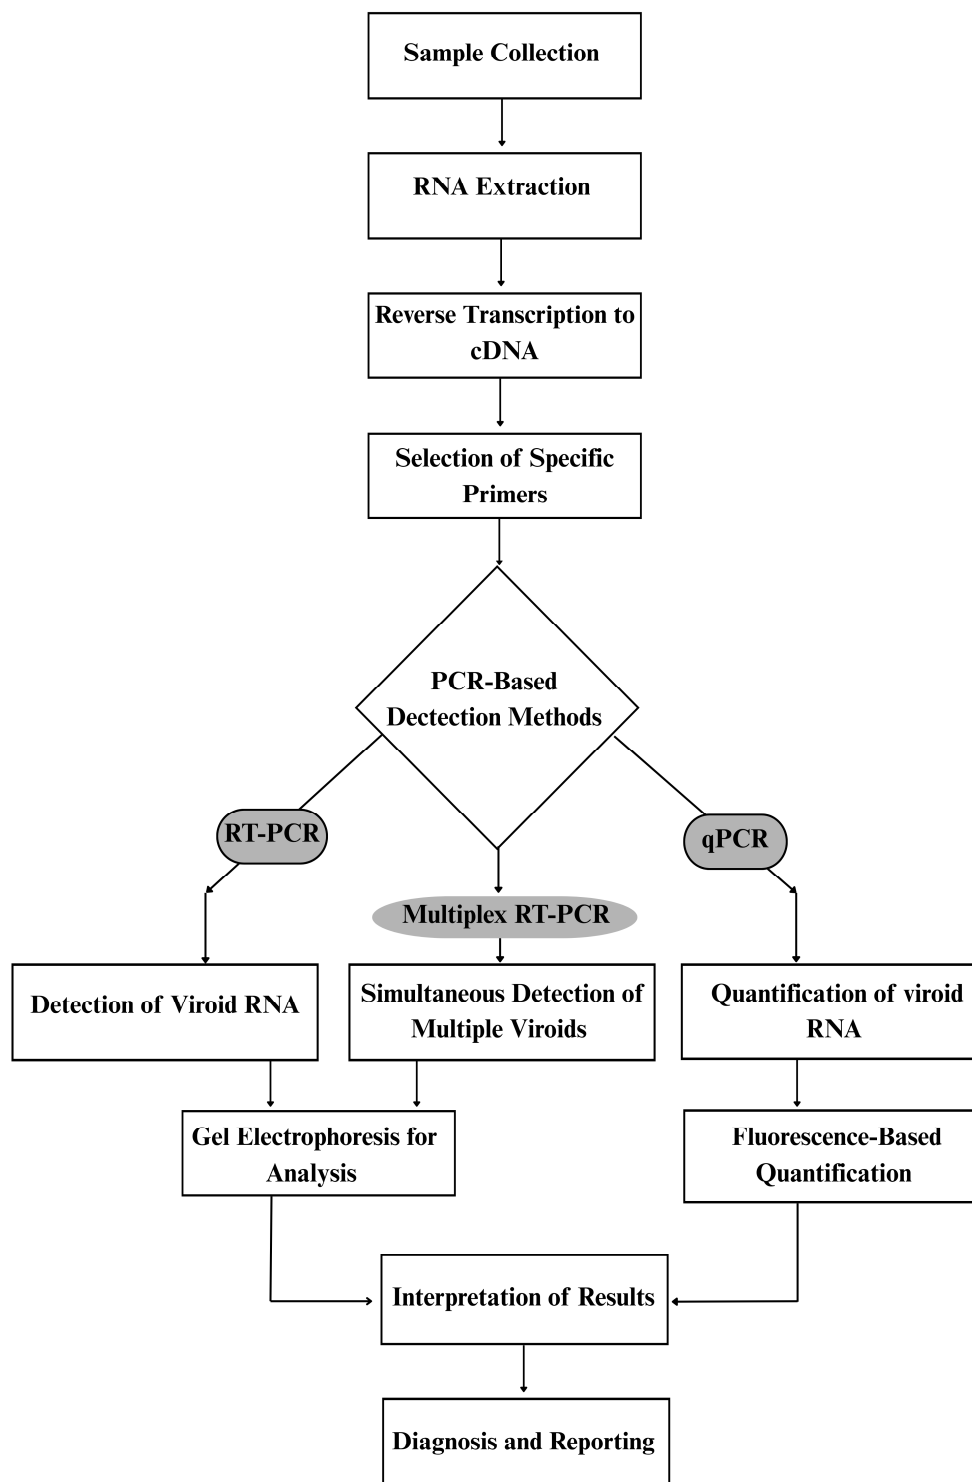 Sample Collection
RNA Extraction
Reverse Transcription to
cDNA
Selection of Specific
Primers
PCR-Based
Dectection Methods
RT-PCR
qPCR
Multiplex RT-PCR
Detection of Viroid RNA
Simultaneous Detection of
Multiple Viroids
Quantification of viroid
RNA
Gel Electrophoresis for
Analysis
Fluorescence-Based
Quantification
Interpretation of Results
Diagnosis and Reporting